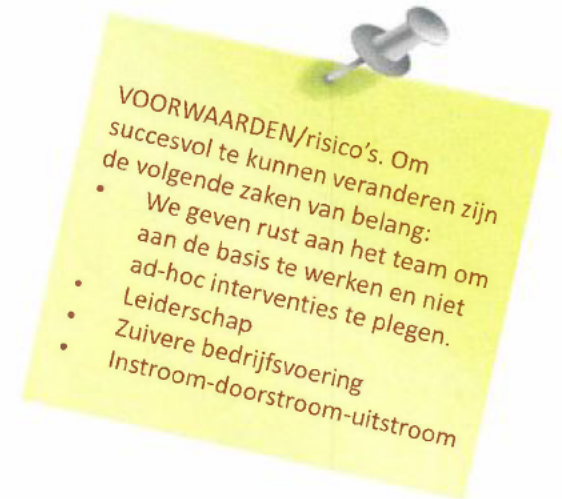 VOORWAARDEN/risico's. Om
succesvol te kunnen veranderen zijn
de volgende zaken van belang:
• We geven rust aan het team om
aan de basis te werken en niet
ad-hoc interventies te plegen.
• Leiderschap
• Zuivere bedrijfsvoering
• Instroom-doorstroom-uitstroom